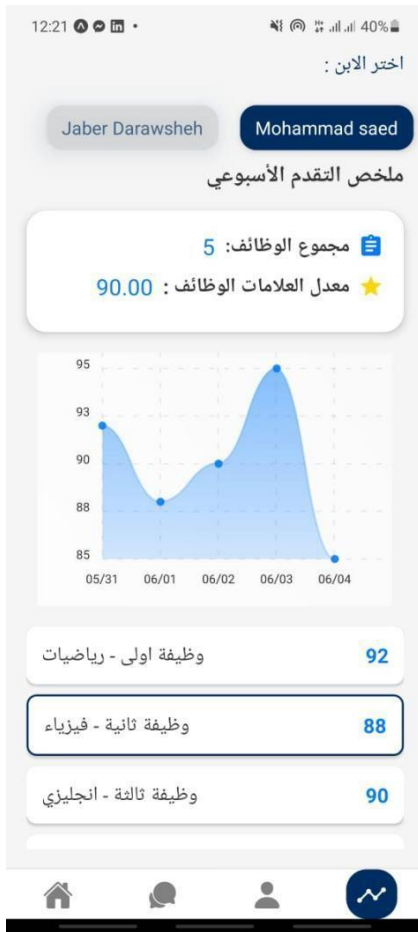 12:21
40%
اختر الابن :
Mohammad saed
Jaber Darawsheh
ملخص التقدم الأسبوعي
مجموع الوظائف: 5
معدل العلامات الوظائف : 90.00
95
93
90
88
85
05/31 06/01 06/02 06/03 06/04
وظيفة اولى - رياضيات 92
وظيفة ثانية - فيزياء 88
وظيفة ثالثة - انجليزي 90